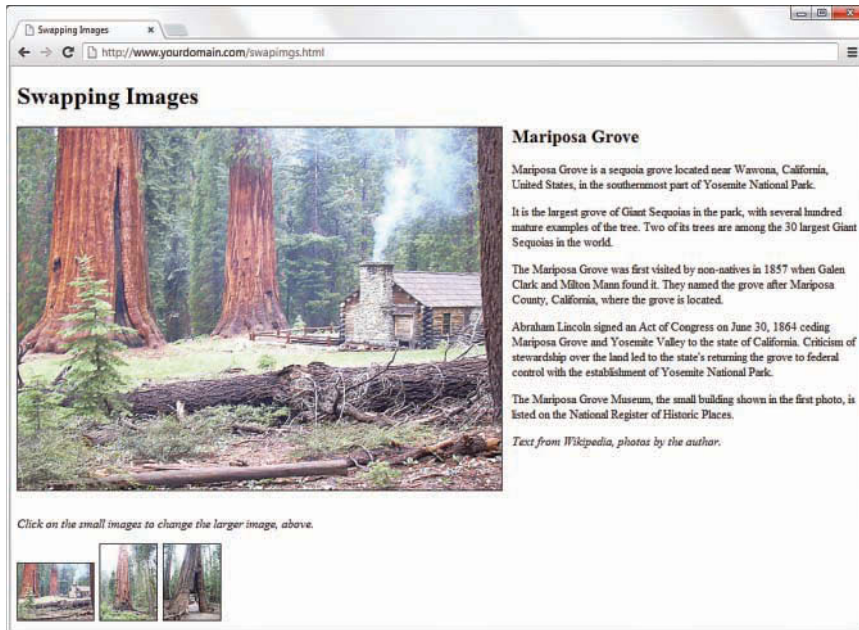 Swapping Images
http://www.yourdomain.com/swapimgs.html
Swapping Images
Mariposa Grove
Mariposa Grove is a sequoia grove located near Wawona, California,
United States, in the southernmost part of Yosemite National Park.
It is the largest grove of Giant Sequoias in the park, with several hundred
mature examples of the tree. Two of its trees are among the 30 largest Giant
Sequoias in the world.
The Mariposa Grove was first visited by non-natives in 1857 when Galen
Clark and Milton Mann found it. They named the grove after Mariposa
County, California, where the grove is located.
Abraham Lincoln signed an Act of Congress on June 30, 1864 ceding
Mariposa Grove and Yosemite Valley to the state of California. Criticism of
stewardship over the land led to the state's returning the grove to federal
control with the establishment of Yosemite National Park.
The Mariposa Grove Museum, the small building shown in the first photo, is
listed on the National Register of Historic Places.
Text from Wikipedia, photos by the author.
Click on the small images to change the larger image, above.